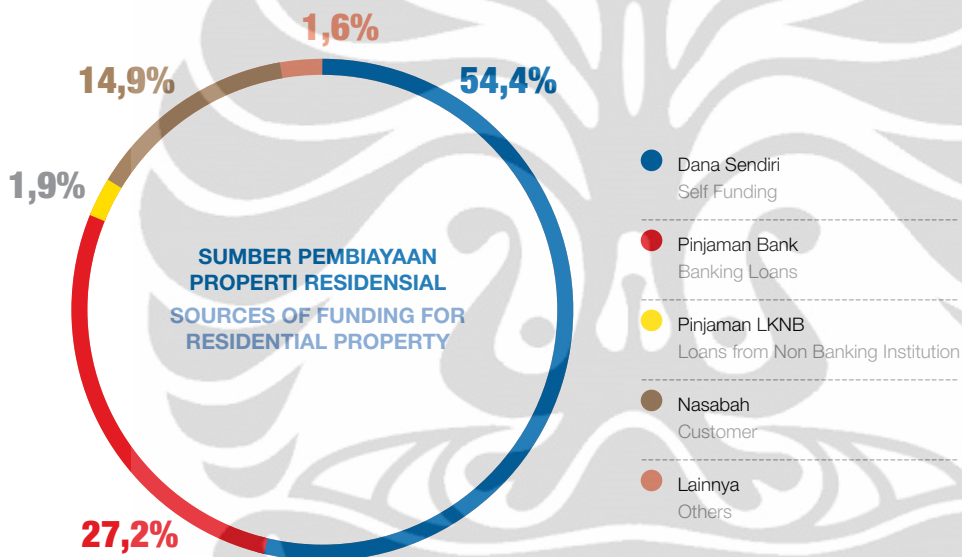 1,6%
14,9%
54,4%
1,9%
27,2%
SUMBER PEMBIAYAAN
PROPERTI RESIDENSIAL
SOURCES OF FUNDING FOR
RESIDENTIAL PROPERTY
Dana Sendiri
Self Funding
Pinjaman Bank
Banking Loans
Pinjaman LKNB
Loans from Non Banking Institution
Nasabah
Customer
Lainnya
Others